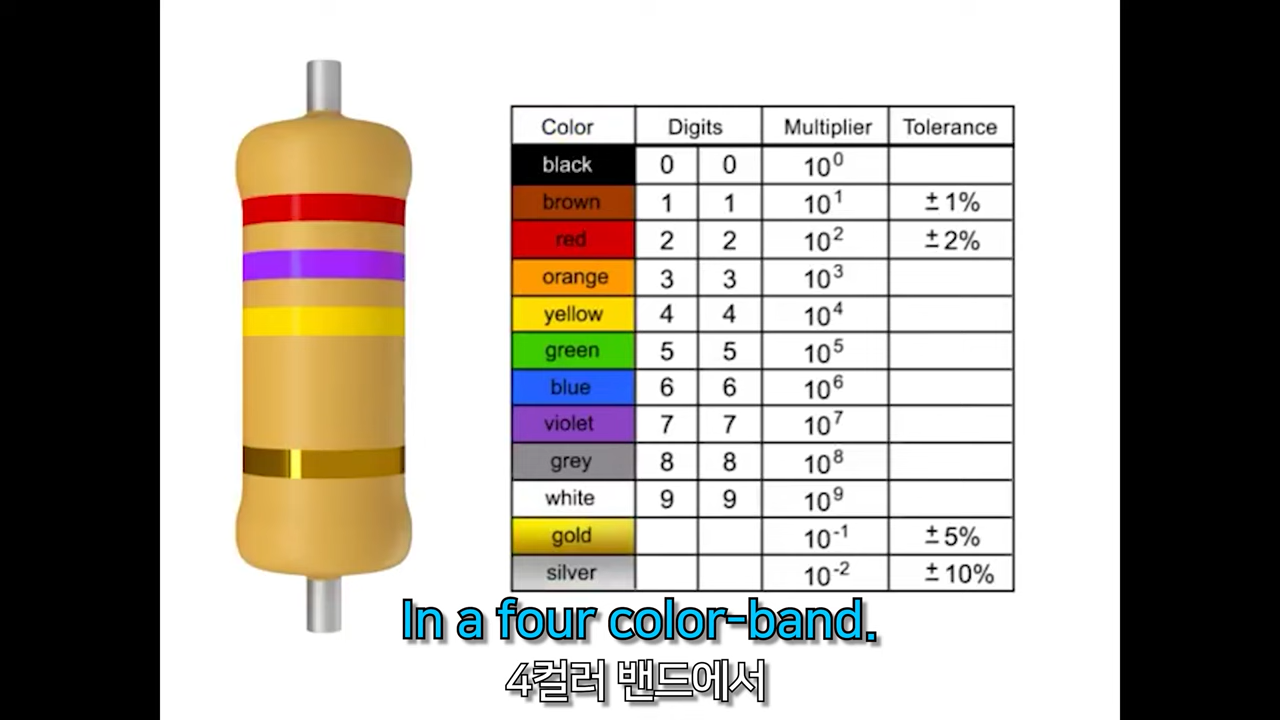 Color Digits Multiplier Tolerance
black 0 0 10⁰
brown 1 1 10¹ ±1%
red 2 2 10² ±2%
orange 3 3 10³
yellow 4 4 10⁴
green 5 5 10⁵
blue 6 6 10⁶
violet 7 7 10⁷
grey 8 8 10⁸
white 9 9 10⁹
gold 10⁻¹ ±5%
silver 10⁻² ±10%
In a four color-band.
4컬러 밴드에서